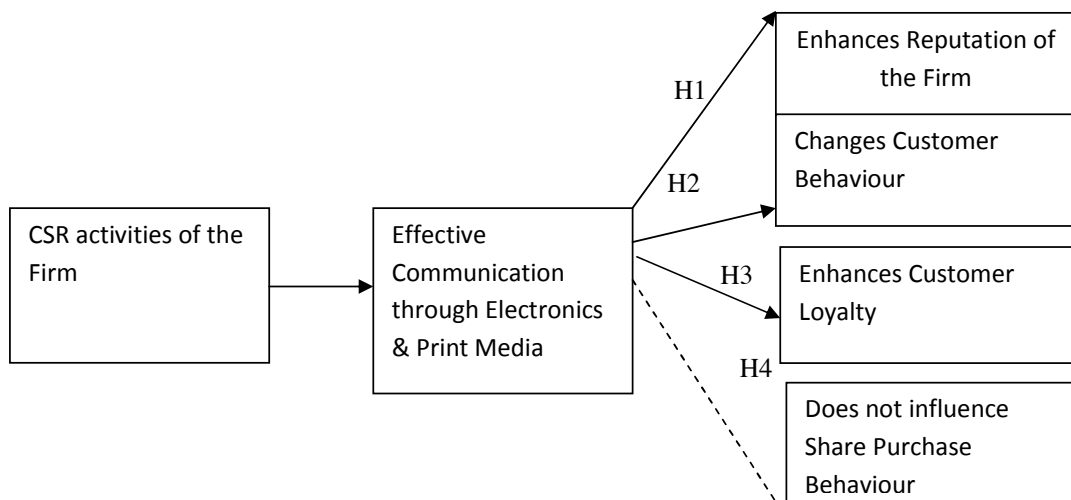 CSR activities of the
Firm
Effective
Communication
through Electronics
& Print Media
H1
H2
H3
H4
Enhances Reputation of
the Firm
Changes Customer
Behaviour
Enhances Customer
Loyalty
Does not influence
Share Purchase
Behaviour